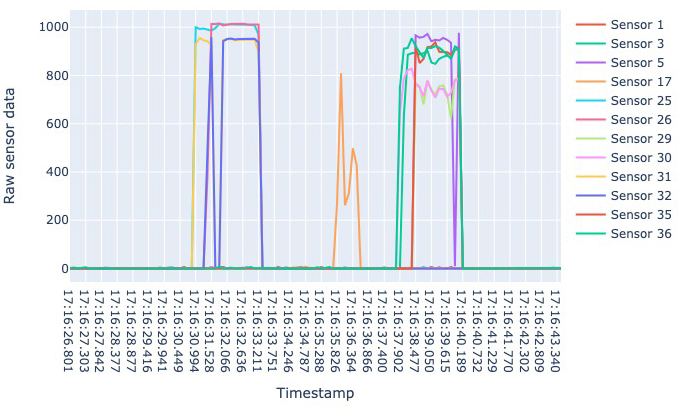 Raw sensor data
1000
800
600
400
200
0
17:16:26.801
17:16:27.303
17:16:27.842
17:16:28.377
17:16:28.877
17:16:29.416
17:16:29.941
17:16:30.449
17:16:30.994
17:16:31.528
17:16:32.066
17:16:32.636
17:16:33.211
17:16:33.751
17:16:34.246
17:16:34.787
17:16:35.288
17:16:35.826
17:16:36.364
17:16:36.866
17:16:37.400
17:16:37.902
17:16:38.477
17:16:39.050
17:16:39.615
17:16:40.189
17:16:40.732
17:16:41.229
17:16:41.770
17:16:42.302
17:16:42.809
17:16:43.340
Timestamp
Sensor 1
Sensor 3
Sensor 5
Sensor 17
Sensor 25
Sensor 26
Sensor 29
Sensor 30
Sensor 31
Sensor 32
Sensor 35
Sensor 36